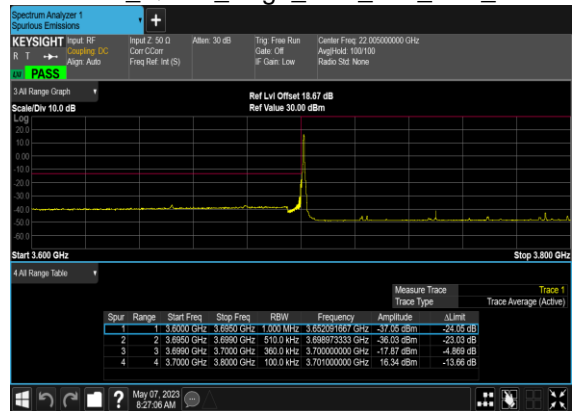 Spectrum Analyzer 1
Spurious Emissions
+
KEYSIGHT Input: RF Input Z: 50 Ω Atten: 30 dB Trig: Free Run Center Freq: 22.005000000 GHz
R T Coupling: DC Corr CCorr Gate: Off Avg|Hold: 100/100
Align: Auto Freq Ref: Int (S) IF Gain: Low Radio Std: None
LW PASS
3 All Range Graph
Ref Lvl Offset 18.67 dB
Scale/Div 10.0 dB Ref Value 30.00 dBm
Log
20.0
10.0
0.00
-10.0
-20.0
-30.0
-40.0
-50.0
-60.0
Start 3.600 GHz Stop 3.800 GHz
4 All Range Table
Measure Trace Trace 1
Trace Type Trace Average (Active)
Spur Range Start Freq Stop Freq RBW Frequency Amplitude ΔLimit
1 1 3.6000 GHz 3.6950 GHz 1.000 MHz 3.652091667 GHz -37.05 dBm -24.05 dB
2 2 3.6950 GHz 3.6990 GHz 510.0 kHz 3.698973333 GHz -36.03 dBm -23.03 dB
3 3 3.6990 GHz 3.7000 GHz 360.0 kHz 3.700000000 GHz -17.87 dBm -4.869 dB
4 4 3.7000 GHz 3.8000 GHz 100.0 kHz 3.701000000 GHz 16.34 dBm -13.66 dB
? May 07, 2023
8:27:06 AM